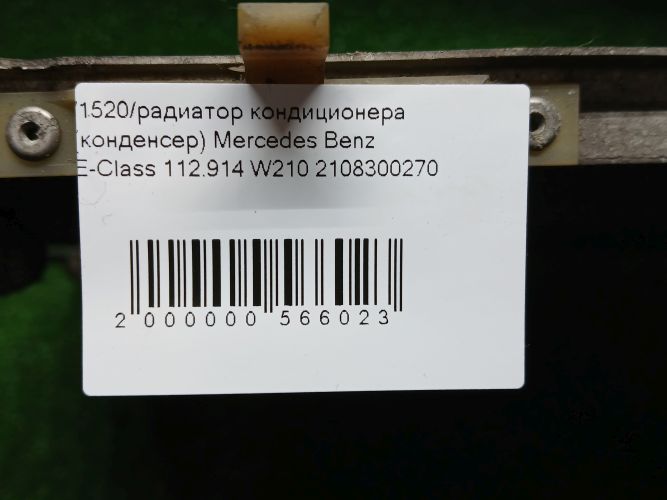 /1520/радиатор кондиционера
(конденсер) Mercedes Benz
E-Class 112.914 W210 2108300270
2 000000 566023